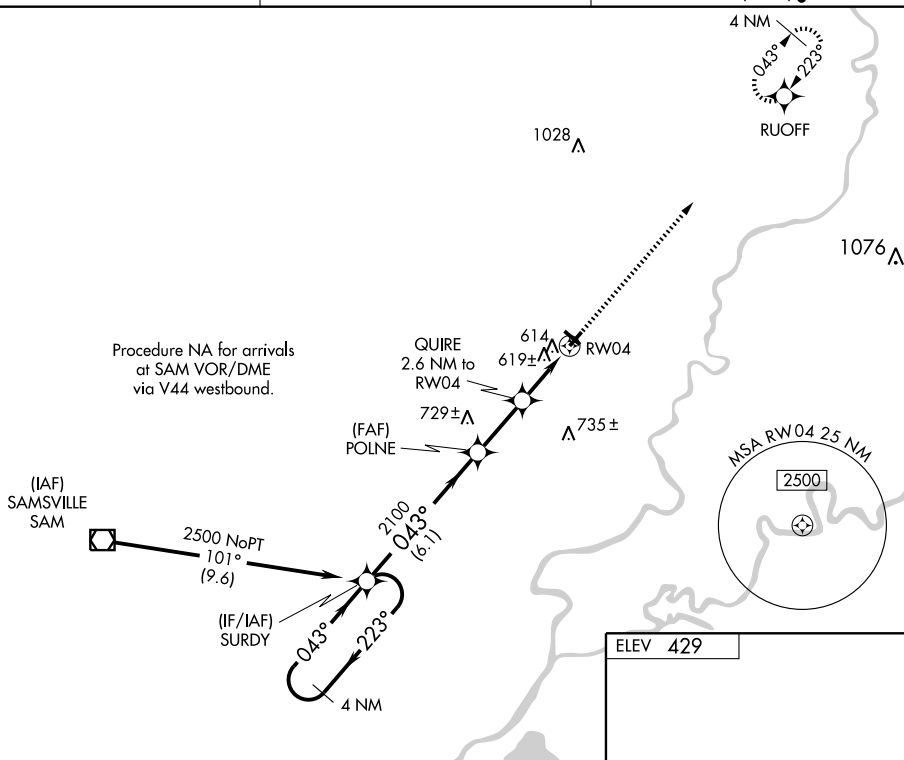 4 NM
043°
223°
RUOFF
1028
1076
Procedure NA for arrivals
at SAM VOR/DME
via V44 westbound.
QUIRE
2.6 NM to
RW04
614
619±
RW04
729±
735±
(FAF)
POLNE
MSA RW04 25 NM
2500
(IAF)
SAMSVILLE
SAM
2500 NoPT
101°
(9.6)
2100
043°
(6.1)
(IF/IAF)
SURDY
043°
223°
4 NM
ELEV 429